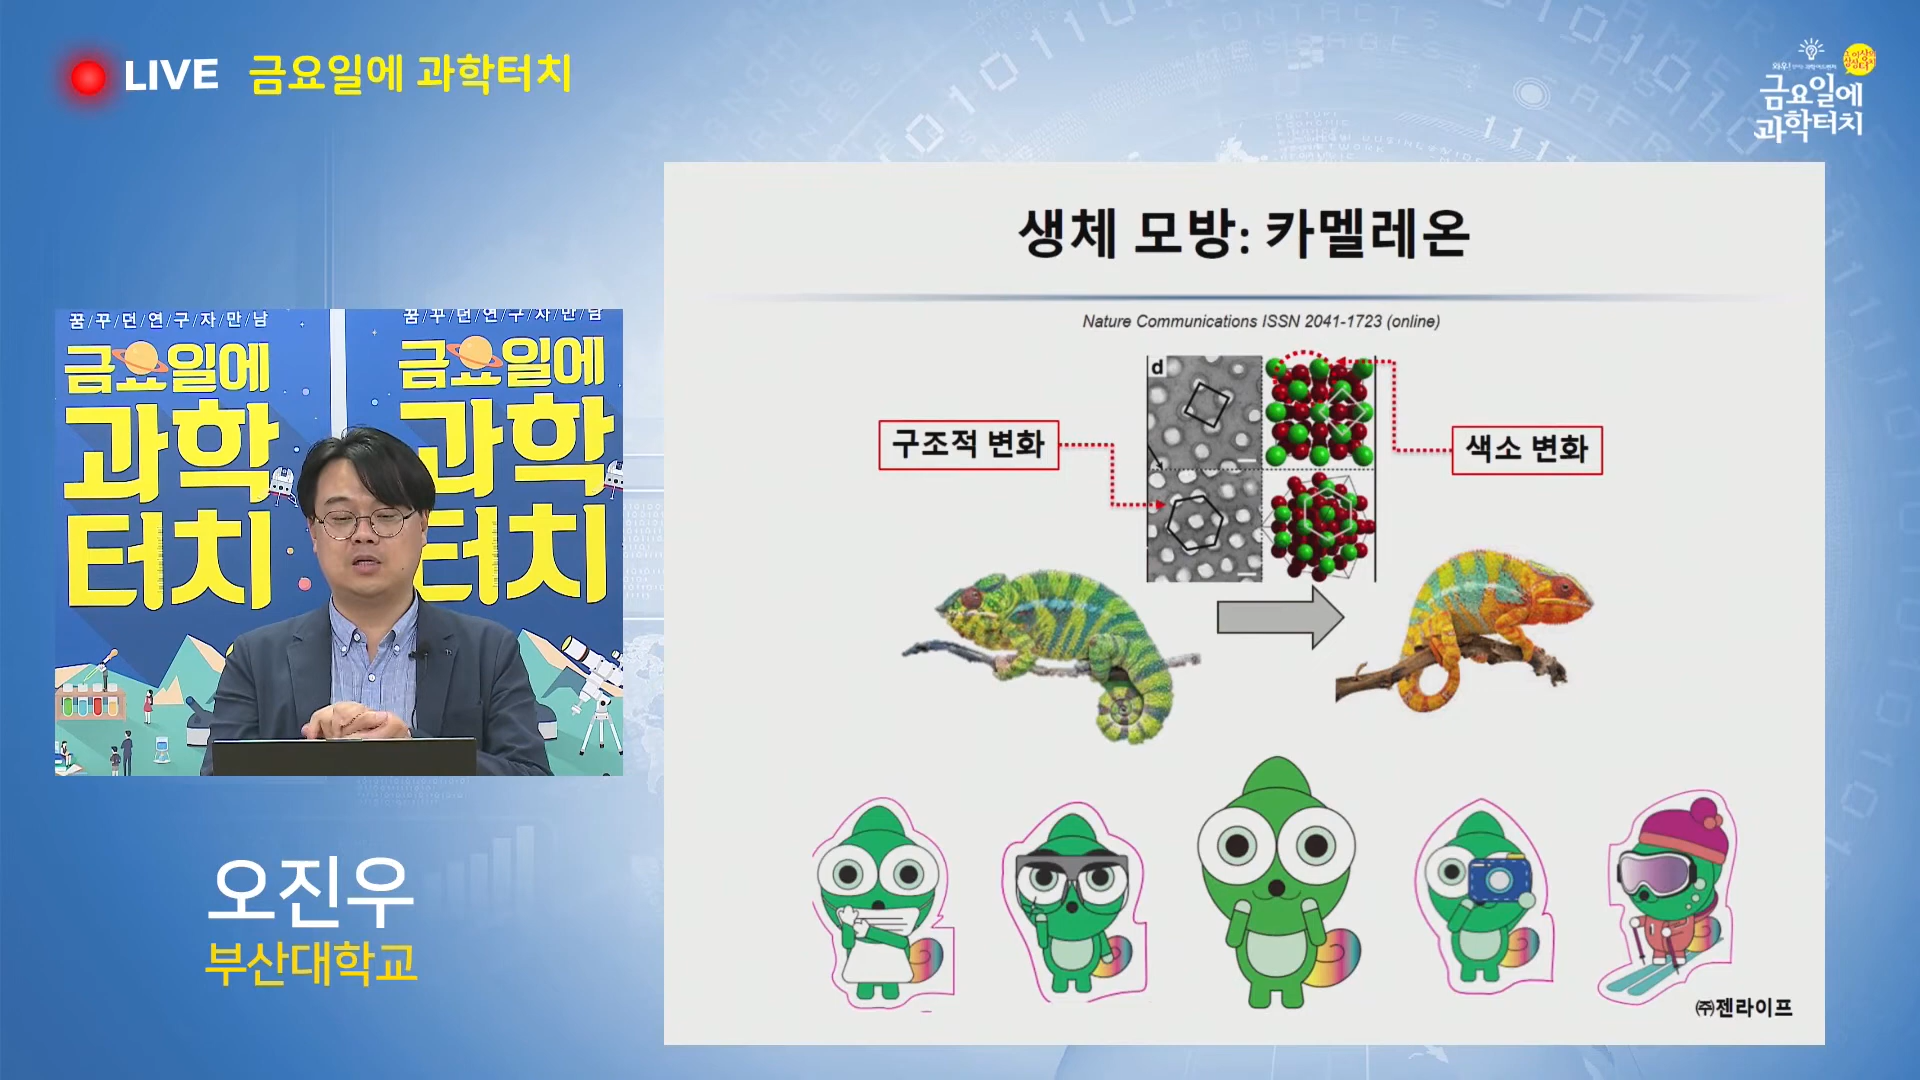 LIVE 금요일에 과학터치
금요일에
과학터치
생체 모방: 카멜레온
Nature Communications ISSN 2041-1723 (online)
d
구조적 변화
색소 변화
㈜젠라이프
꿈/꾸/던/연/구/자/만/남
금요일에
과학
터치
꿈/꾸/던/연/구/자/만/남
금요일에
과학
터치
오진우
부산대학교